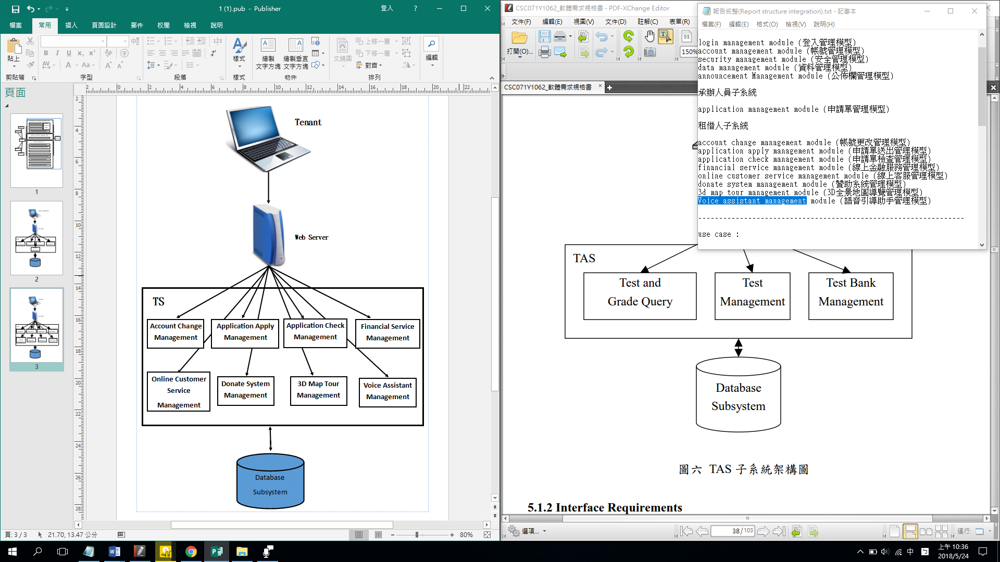 1 (1).pub - Publisher
登入
?
檔案
常用
插入
頁面設計
郵件
校閱
檢視
說明
貼上
剪貼簿
字型
段落
樣式
樣式
繪製
文字方塊
繪製垂直
文字方塊
物件
文繞圖
上移一層
下移一層
對齊
排列
編輯
頁面
1
2
3
Tenant
Web Server
TS
Account Change
Management
Application Apply
Management
Application Check
Management
Financial Service
Management
Online Customer
Service
Management
Donate System
Management
3D Map Tour
Management
Voice Assistant
Management
Database
Subsystem
頁: 3 / 3
21.70, 13.47 公分
80%
CSC071Y1062_軟體需求規格書 - PDF-XChange Editor
文件(F)
編輯(E)
視圖(V)
文件(D)
註解(C)
表單(R)
打開(O)...
150%
CSC071Y1062_軟體需求規格書
報告統整(Report structure integration).txt - 記事本
檔案(F)
編輯(E)
格式(O)
檢視(V)
說明(H)
login management module (登入管理模型)
account management module (帳號管理模型)
security management module (安全管理模型)
data management module (資料管理模型)
announcement Management module (公佈欄管理模型)
承辦人員子系統
application management module (申請單管理模型)
租借人子系統
account change management module (帳號更改管理模型)
application apply management module (申請單送出管理模型)
application check management module (申請單檢查管理模型)
financial service management module (線上金融服務管理模型)
online customer service management module (線上客服管理模型)
donate system management module (贊助系統管理模型)
3d map tour management module (3D全景地圖導覽管理模型)
Voice assistant management module (語音引導助手管理模型)
----------------------------------------------------------------
use case :
TAS
Test and
Grade Query
Test
Management
Test Bank
Management
Database
Subsystem
圖六 TAS 子系統架構圖
5.1.2 Interface Requirements
選項...
38 / 103
運行:
中
上午 10:36
2018/5/24